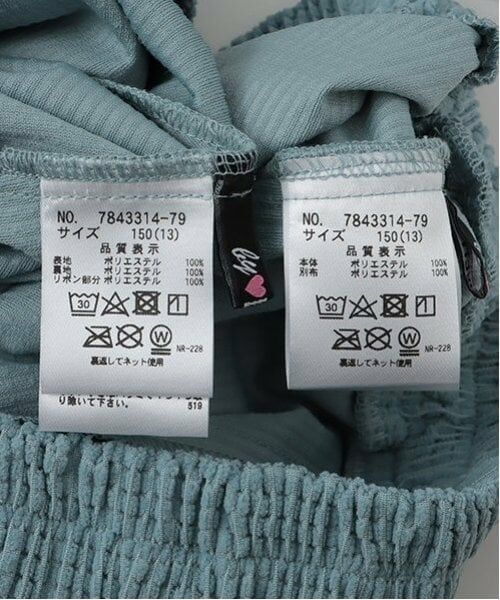 NO. 7843314-79
サイズ 150(13)
品質表示
表地 ポリエステル 100%
裏地 ポリエステル 100%
リボン部分 ポリエステル 100%
30
W
NR-228
裏返してネット使用
り除いて下さい。
519
by
NO. 7843314-79
サイズ 150(13)
品質表示
本体 ポリエステル 100%
別布 ポリエステル 100%
30
W
NR-228
裏返してネット使用